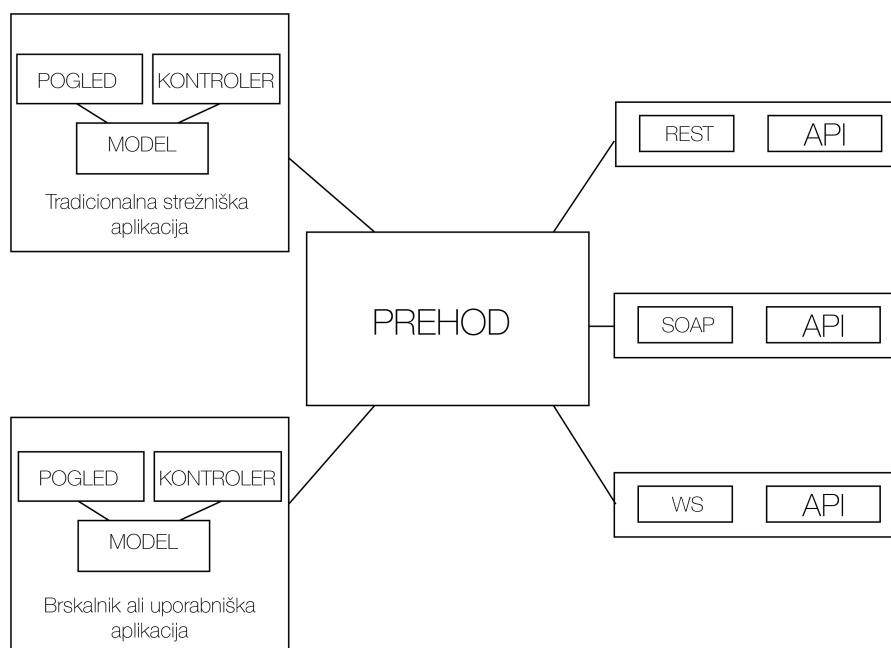 POGLED
KONTROLER
MODEL
Tradicionalna strežniška
aplikacija
POGLED
KONTROLER
MODEL
Brskalnik ali uporabniška
aplikacija
PREHOD
REST
API
SOAP
API
WS
API